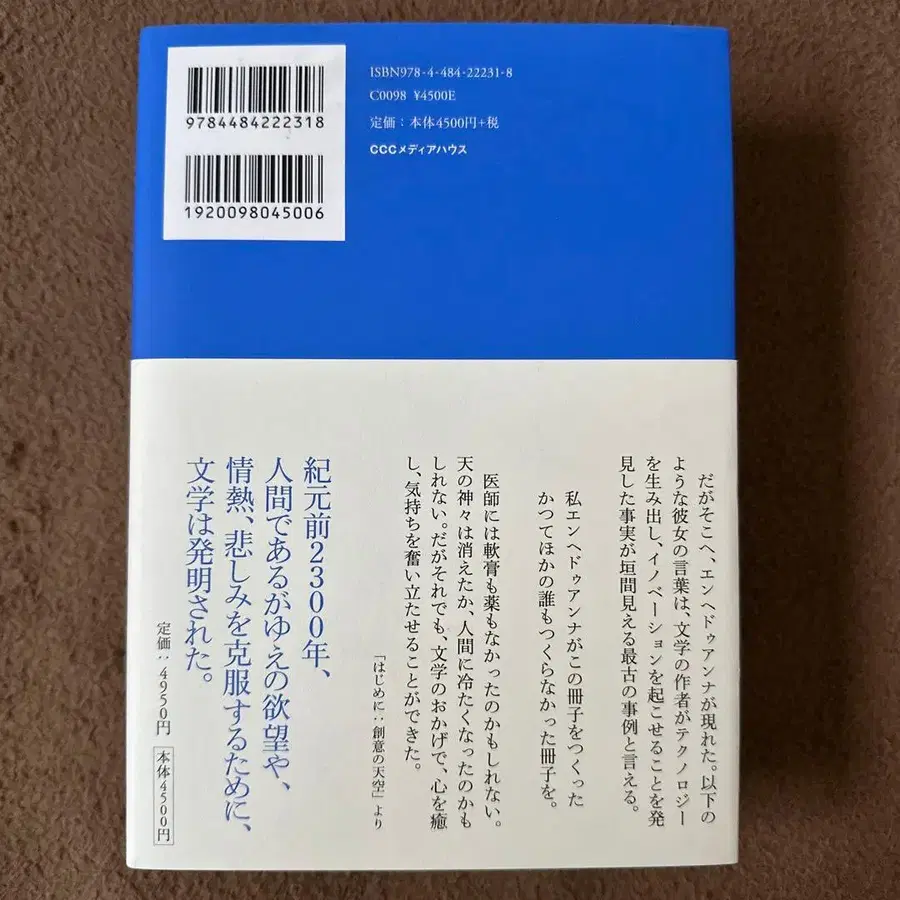 9784484222318
1920098045006
ISBN978-4-484-22231-8
C0098 ¥4500E
定価：本体4500円+税
CCCメディアハウス
だがそこへ、エンヘドゥアンナが現れた。以下の
ような彼女の言葉は、文学の作者がテクノロジー
を生み出し、イノベーションを起こせることを発
見した事実が垣間見える最古の事例と言える。
私エンヘドゥアンナがこの冊子をつくった
かつてほかの誰もつくらなかった冊子を。
医師には軟膏も薬もなかったのかもしれない。
天の神々は消えたか、人間に冷たくなったのかも
しれない。だがそれでも、文学のおかげで、心を癒
し、気持ちを奮い立たせることができた。
「はじめに：創意の天空」より
紀元前2300年、
人間であるがゆえの欲望や、
情熱、悲しみを克服するために、
文学は発明された。
定価：4950円
本体4500円